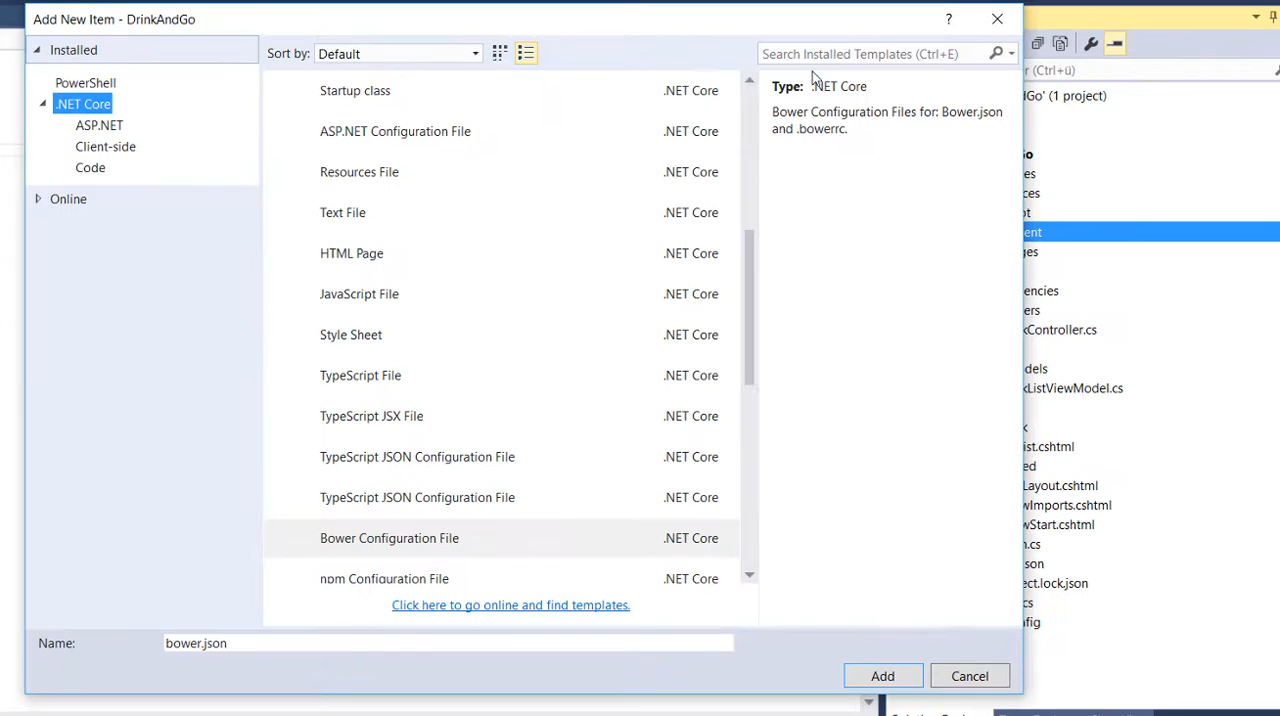 Add New Item - DrinkAndGo
?
Installed
Sort by: Default
Search Installed Templates (Ctrl+E)
PowerShell
.NET Core
ASP.NET
Client-side
Code
Online
Startup class .NET Core
ASP.NET Configuration File .NET Core
Resources File .NET Core
Text File .NET Core
HTML Page .NET Core
JavaScript File .NET Core
Style Sheet .NET Core
TypeScript File .NET Core
TypeScript JSX File .NET Core
TypeScript JSON Configuration File .NET Core
TypeScript JSON Configuration File .NET Core
Bower Configuration File .NET Core
npm Configuration File .NET Core
Click here to go online and find templates.
Type: .NET Core
Bower Configuration Files for: Bower.json
and .bowerrc.
Name: bower.json
Add
Cancel
er (Ctrl+ü)
dGo' (1 project)
o
es
ces
pt
ent
ges
encies
ers
kController.cs
dels
kListViewModel.cs
k
ist.cshtml
ed
Layout.cshtml
wImports.cshtml
wStart.cshtml
m.cs
son
ect.lock.json
cs
fig